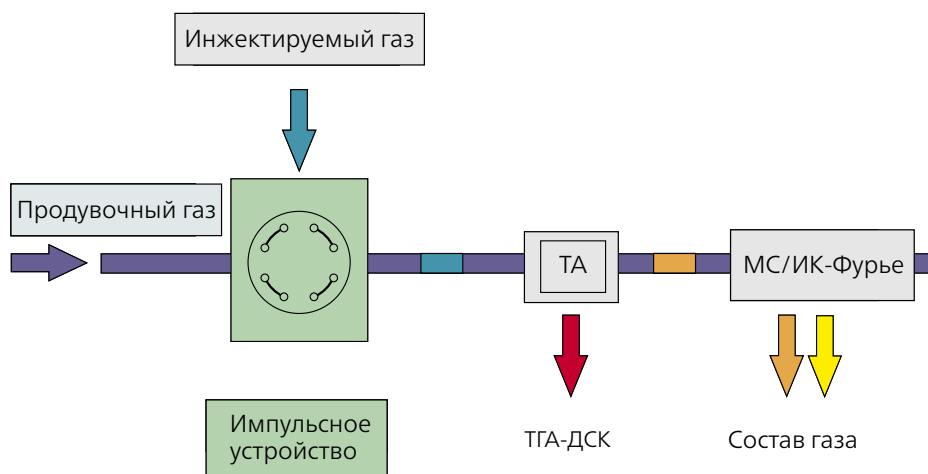 Инжектируемый газ
Продувочный газ
ТА
МС/ИК-Фурье
Импульсное
устройство
ТГА-ДСК
Состав газа